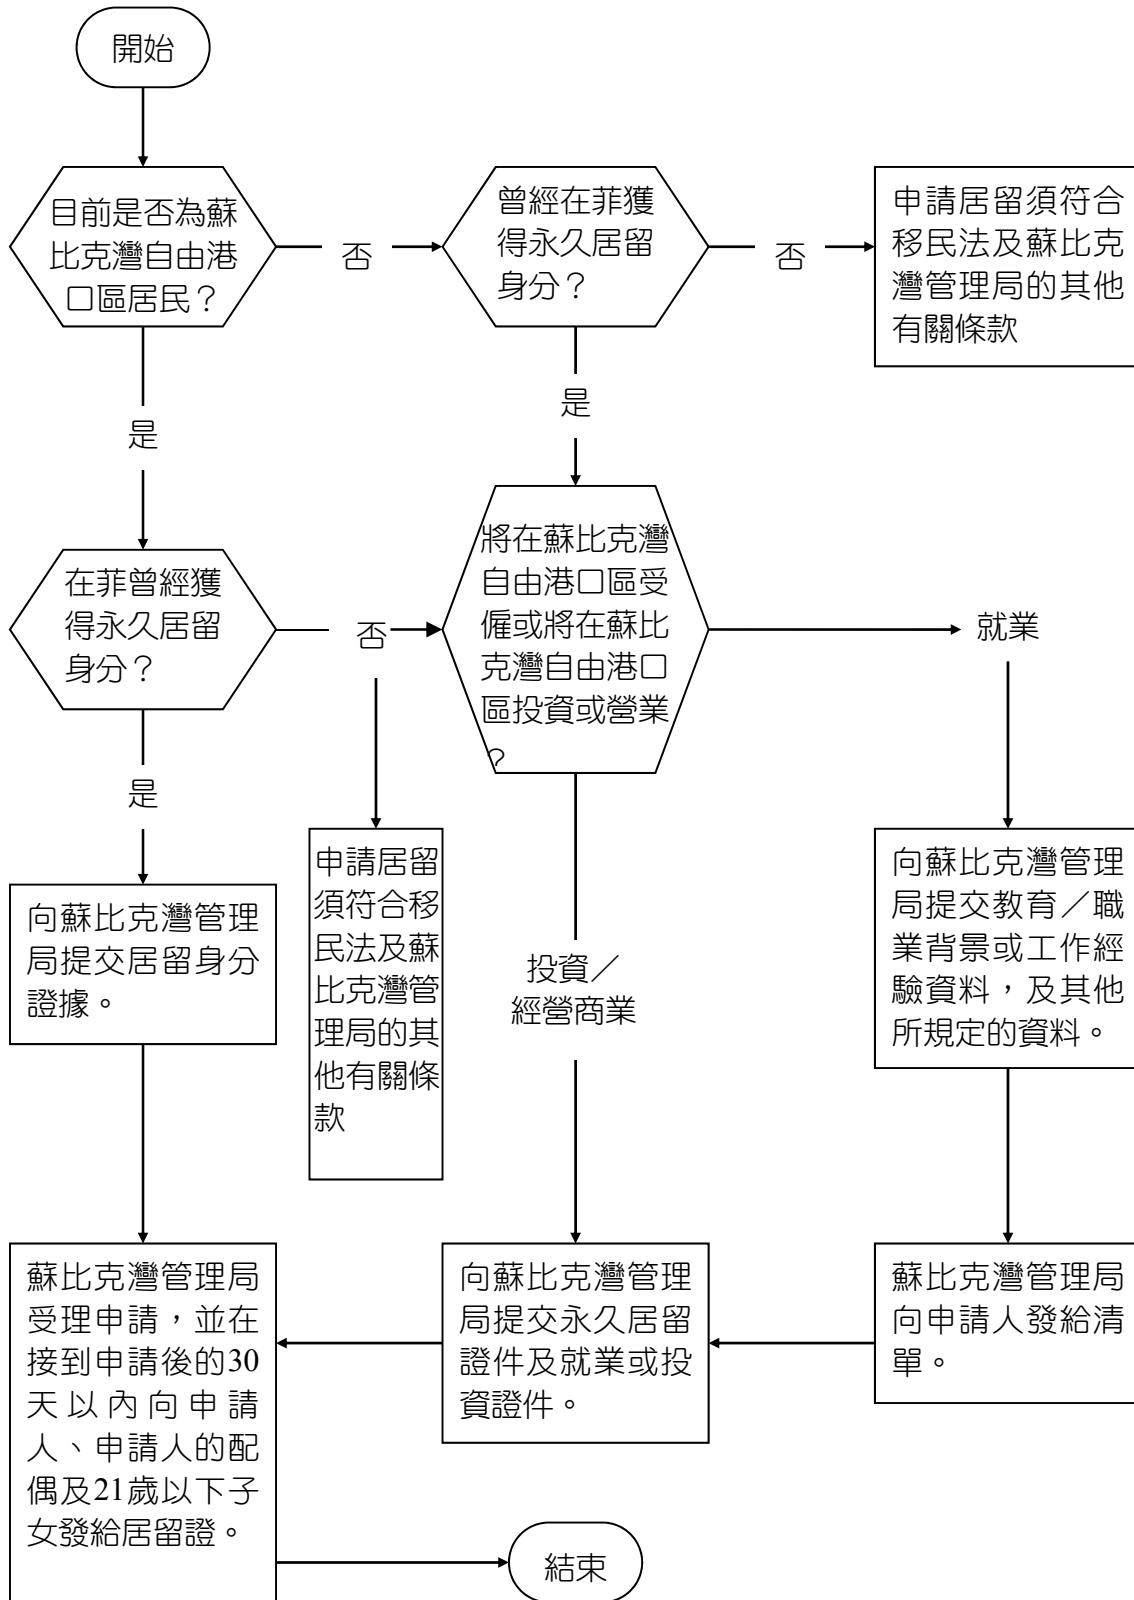 開始
目前是否為蘇
比克灣自由港
口區居民？
否
曾經在菲獲
得永久居留
身分？
否
申請居留須符合
移民法及蘇比克
灣管理局的其他
有關條款
是
是
在菲曾經獲
得永久居留
身分？
否
將在蘇比克灣
自由港口區受
僱或將在蘇比
克灣自由港口
區投資或營業
？
就業
是
向蘇比克灣管理
局提交居留身分
證據。
申請居留
須符合移
民法及蘇
比克灣管
理局的其
他有關條
款
投資／
經營商業
向蘇比克灣管理
局提交教育／職
業背景或工作經
驗資料，及其他
所規定的資料。
蘇比克灣管理局
受理申請，並在
接到申請後的30
天以內向申請
人、申請人的配
偶及21歲以下子
女發給居留證。
向蘇比克灣管理
局提交永久居留
證件及就業或投
資證件。
蘇比克灣管理局
向申請人發給清
單。
結束